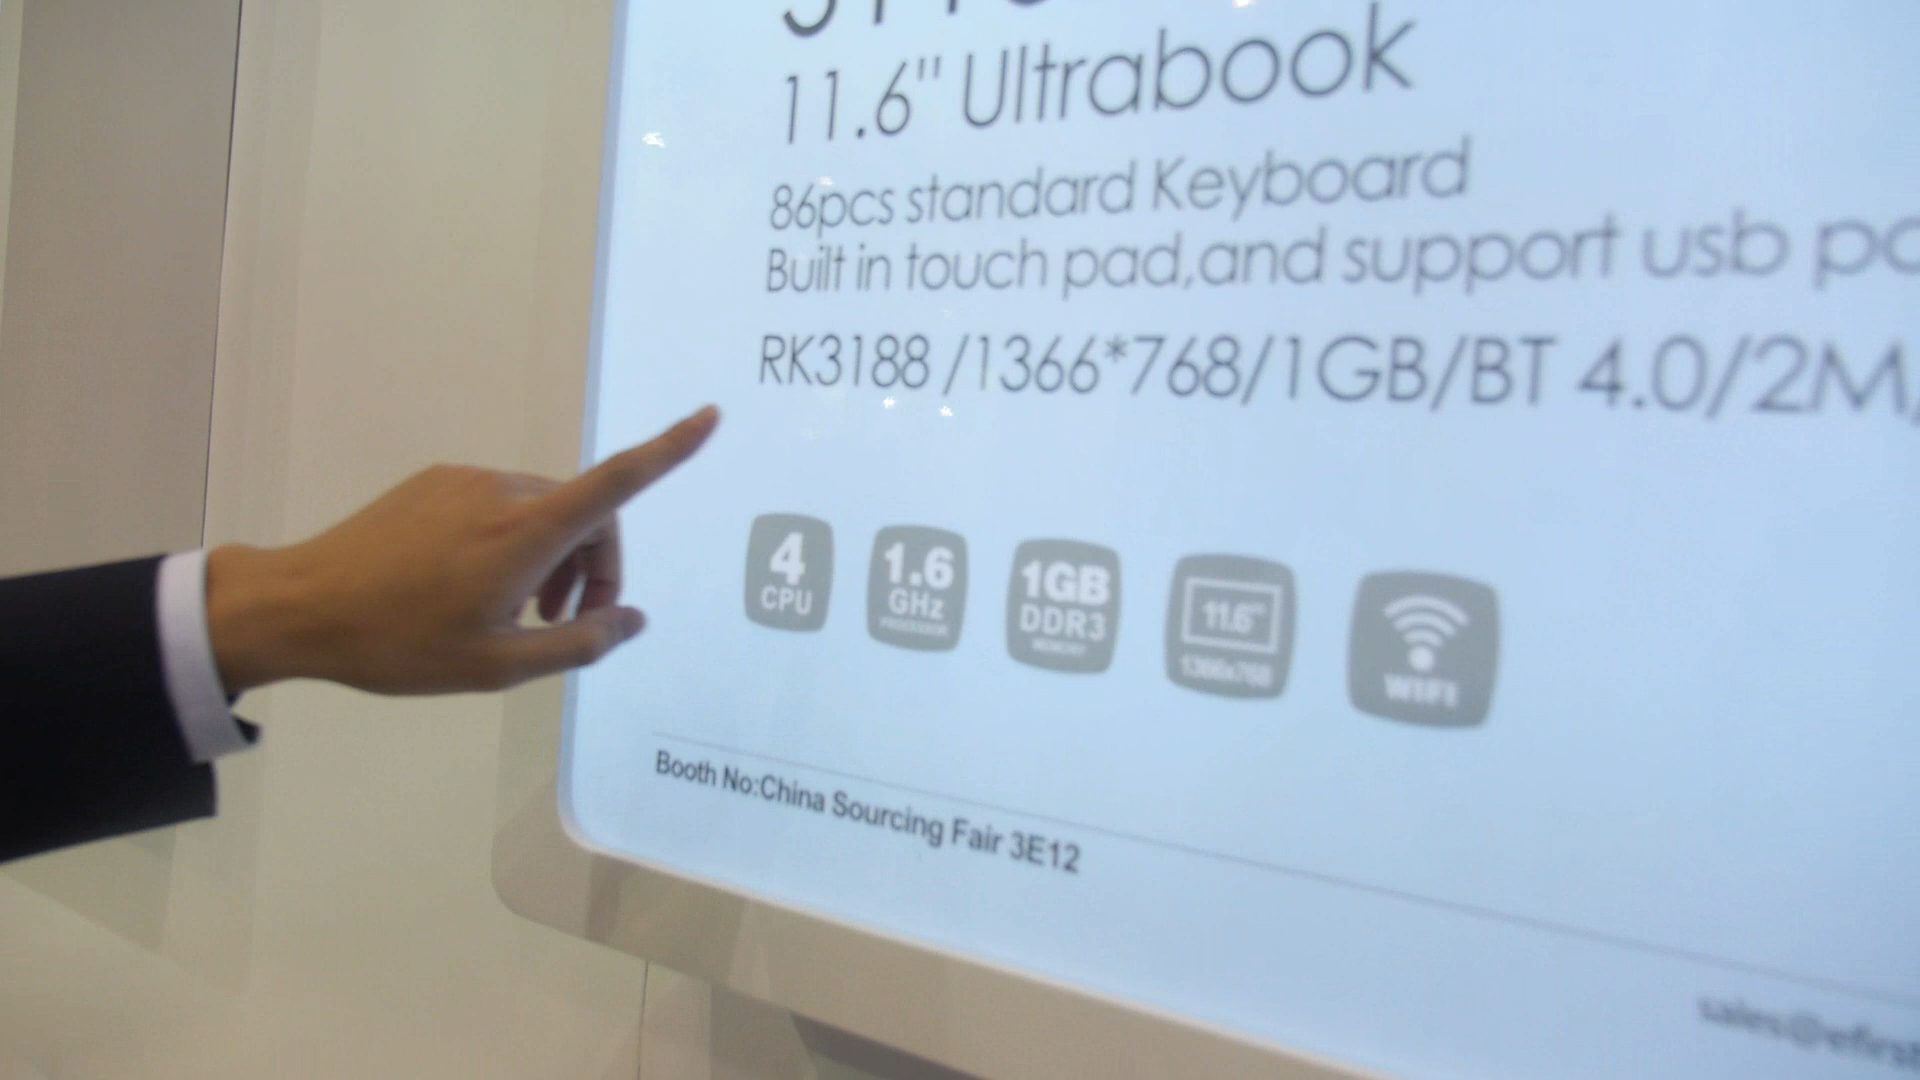 11.6" Ultrabook
86pcs standard Keyboard
Built in touch pad,and support usb
RK3188 /1366*768/1GB/BT 4.0/2M
4
CPU
1.6
GHz
PROCESSOR
1GB
DDR3
MEMORY
11.6"
1366x768
WIFI
Booth No:China Sourcing Fair 3E12